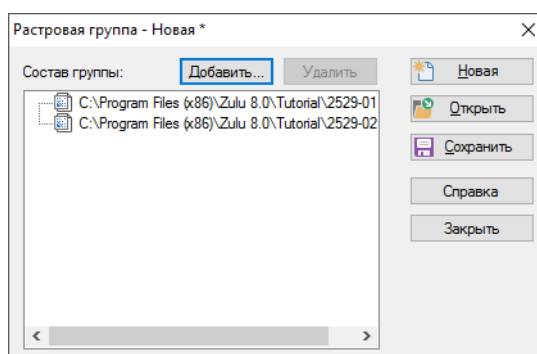 Растровая группа - Новая *
Состав группы:
Добавить...
Удалить
C:\Program Files (x86)\Zulu 8.0\Tutorial\2529-01
C:\Program Files (x86)\Zulu 8.0\Tutorial\2529-02
Новая
Открыть
Сохранить
Справка
Закрыть